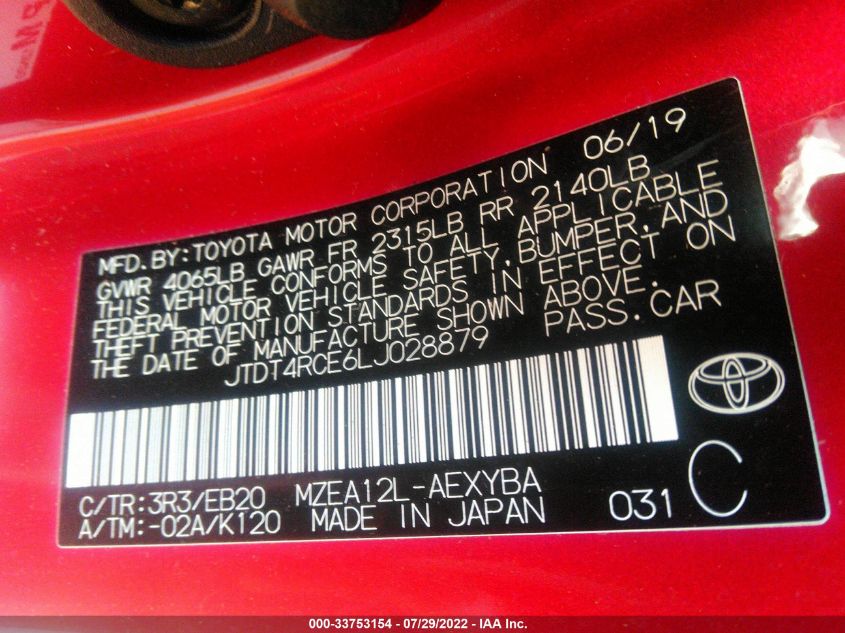 MFD.BY:TOYOTA MOTOR CORPORATION 06/19
GVWR 4065LB GAWR FR 2315LB RR 2140LB
THIS VEHICLE CONFORMS TO ALL APPLICABLE
FEDERAL MOTOR VEHICLE SAFETY,BUMPER,AND
THEFT PREVENTION STANDARDS IN EFFECT ON
THE DATE OF MANUFACTURE SHOWN ABOVE.
JTDT4RCE6LJ028879 PASS.CAR
C/TR:3R3/EB20 MZEA12L-AEXYBA
A/TM:-02A/K120 MADE IN JAPAN 031 C
000-33753154 - 07/29/2022 - IAA Inc.